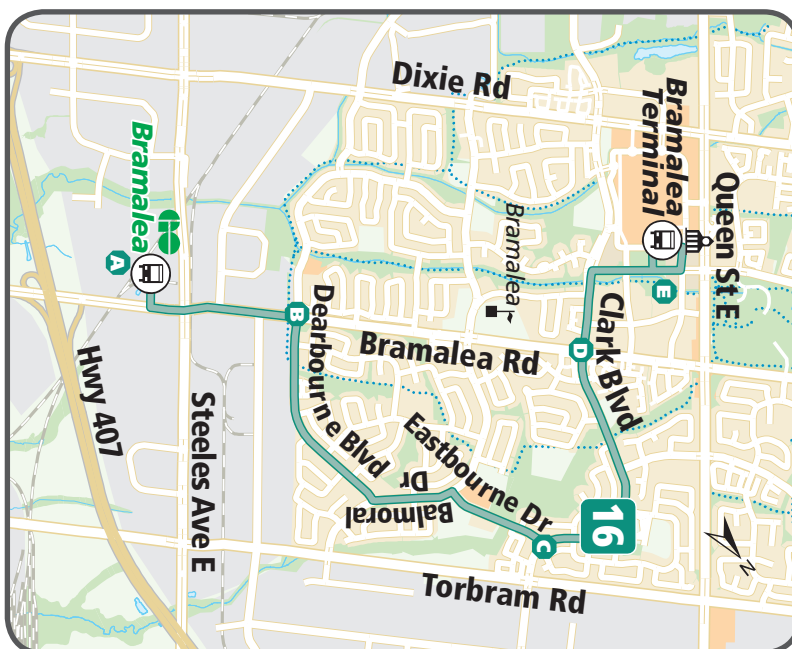 Dixie Rd
Bramalea
Terminal
Queen St E
GO
Bramalea
A
E
Bramalea
B
Dearbourne Blvd
Bramalea Rd
D
Clark Blvd
Hwy 407
Steeles Ave E
Balmoral
Dr
Eastbourne Dr
C
16
N
Torbram Rd